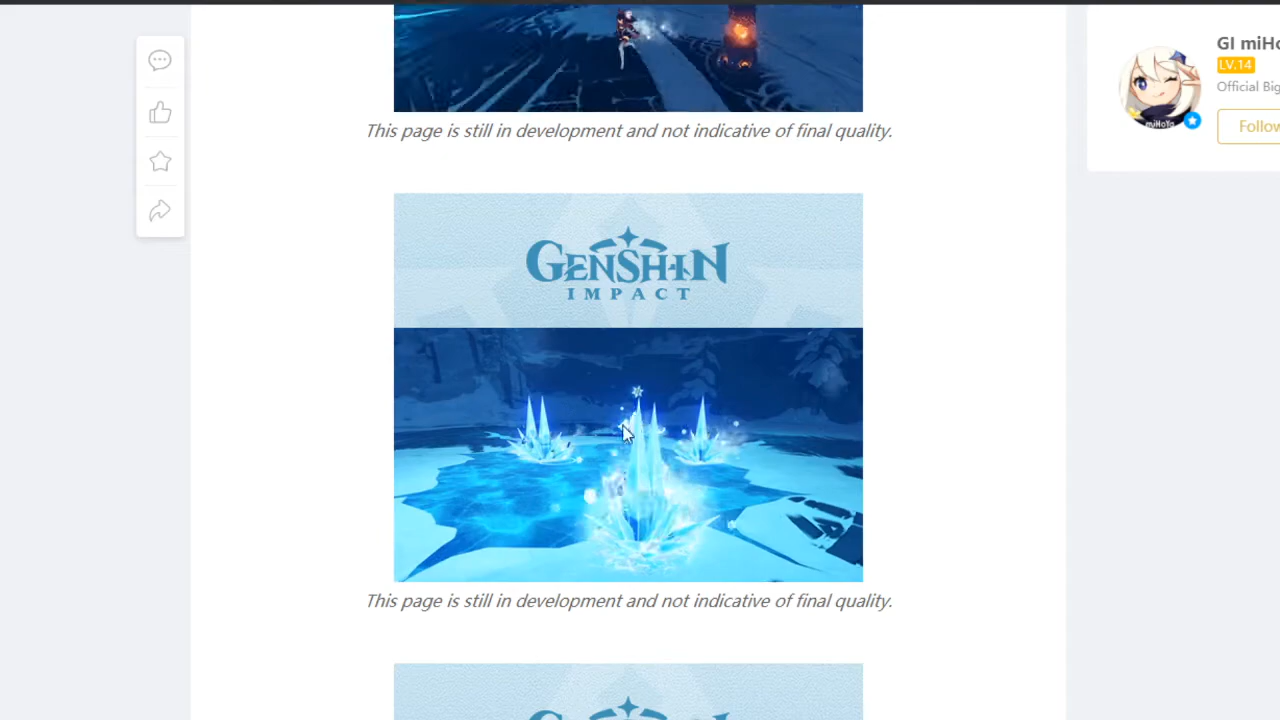 GI miHo
LV.14
Official Big
Follow
miHoYo
This page is still in development and not indicative of final quality.
GENSHIN
IMPACT
This page is still in development and not indicative of final quality.